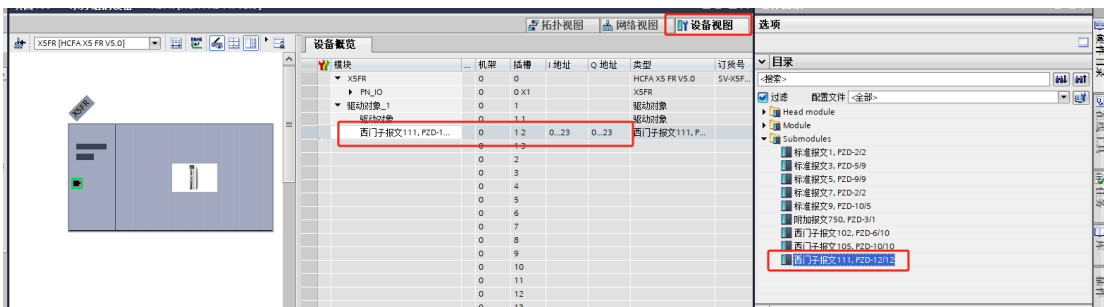 拓扑视图 网络视图 设备视图 选项
X5FR [HCFA X5 FR V5.0]
设备概览
模块 ... 机架 插槽 I 地址 Q 地址 类型 订货号
X5FR 0 0 HCFA X5 FR V5.0 SV-X5F...
PN_IO 0 0 X1 X5FR
驱动对象_1 0 1 驱动对象
驱动对象 0 1 1 驱动对象
西门子报文111, PZD-1... 0 1 2 0...23 0...23 西门子报文111, P...
0 1 3
0 2
0 3
0 4
0 5
0 6
0 7
0 8
0 9
0 10
0 11
0 12
0 13
X5FR
目录
<搜索>
过滤 配置文件 <全部>
Head module
Module
Submodules
标准报文1, PZD-2/2
标准报文3, PZD-5/9
标准报文5, PZD-9/9
标准报文7, PZD-2/2
标准报文9, PZD-10/5
附加报文750, PZD-3/1
西门子报文102, PZD-6/10
西门子报文105, PZD-10/10
西门子报文111, PZD-12/12
在线工具
任务
库